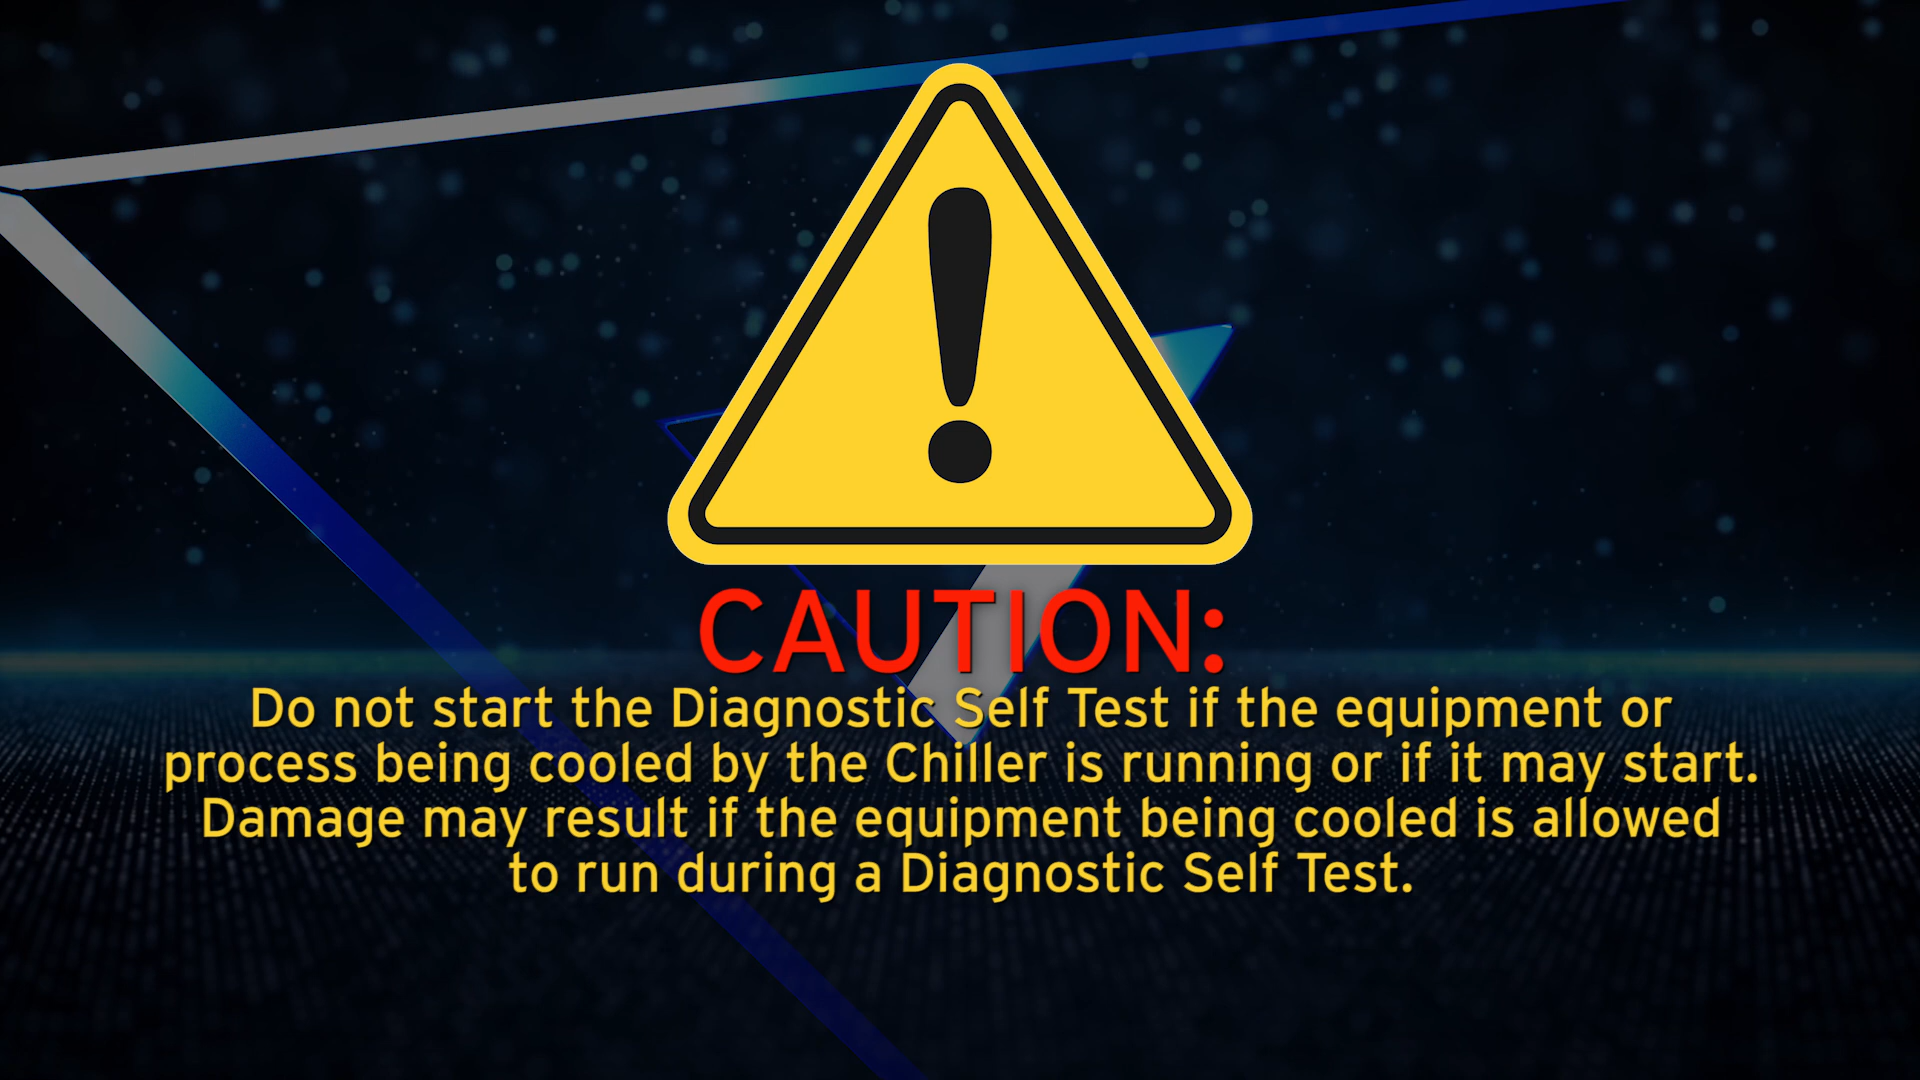 CAUTION:
Do not start the Diagnostic Self Test if the equipment or
process being cooled by the Chiller is running or if it may start.
Damage may result if the equipment being cooled is allowed
to run during a Diagnostic Self Test.